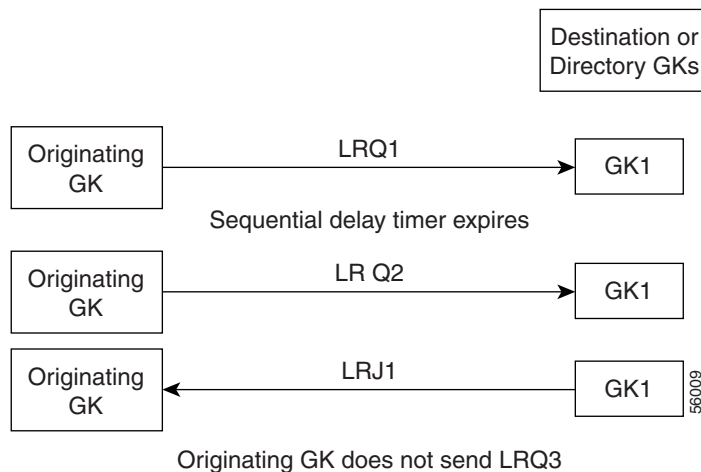 Destination or
Directory GKs
Originating
GK
LRQ1
GK1
Sequential delay timer expires
Originating
GK
LR Q2
GK1
Originating
GK
LRJ1
GK1
56009
Originating GK does not send LRQ3